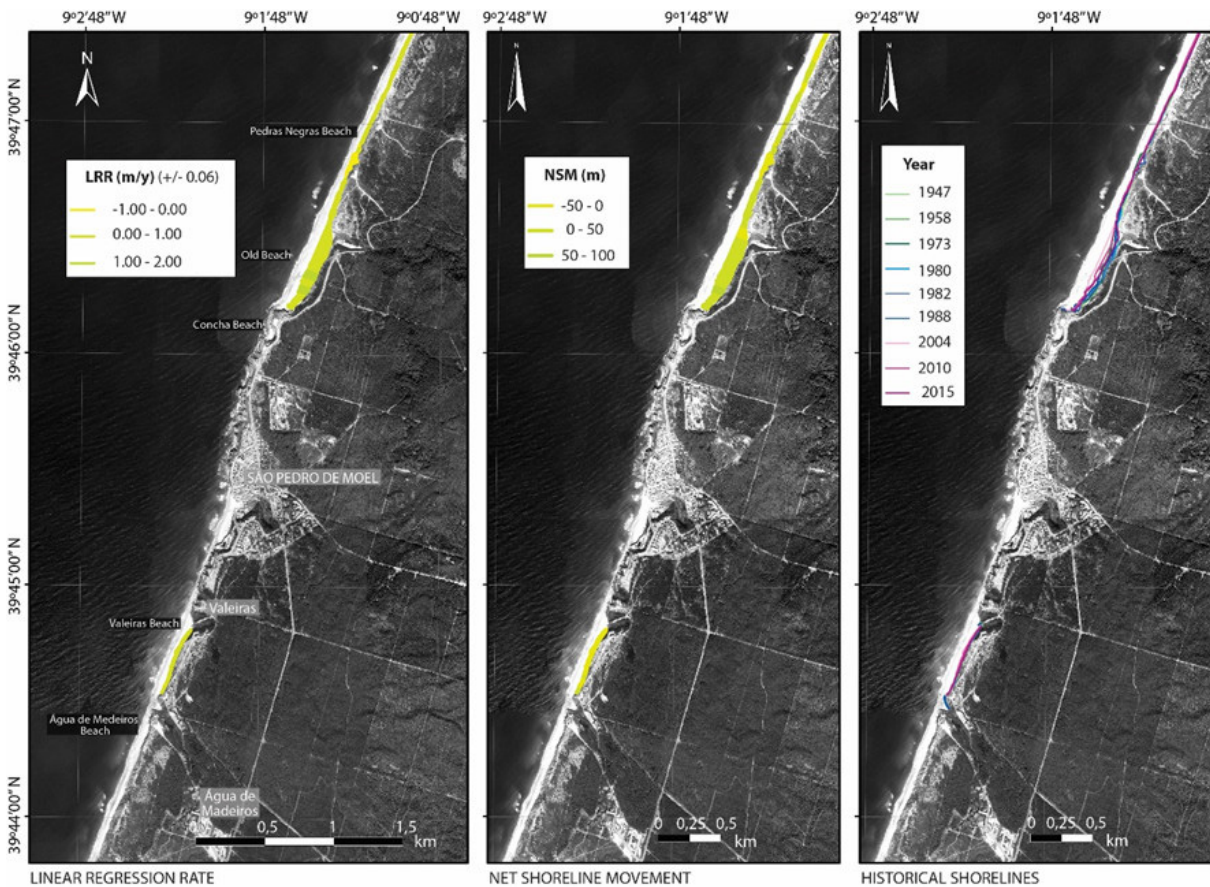 9º2'48"W 9º1'48"W 9º0'48"W
9º2'48"W 9º1'48"W
9º2'48"W 9º1'48"W
N
N
N
39º47'00"N
39º46'00"N
39º45'00"N
39º44'00"N
Pedras Negras Beach
LRR (m/y) (+/- 0.06)
-1.00 - 0.00
0.00 - 1.00
1.00 - 2.00
Old Beach
Concha Beach
SÃO PEDRO DE MOEL
Valeiras
Valeiras Beach
Água de Medeiros
Beach
Água de
Madeiros
0,5 1 1,5
km
LINEAR REGRESSION RATE
NSM (m)
-50 - 0
0 - 50
50 - 100
0 0,25 0,5
km
NET SHORELINE MOVEMENT
Year
1947
1958
1973
1980
1982
1988
2004
2010
2015
0 0,25 0,5
km
HISTORICAL SHORELINES